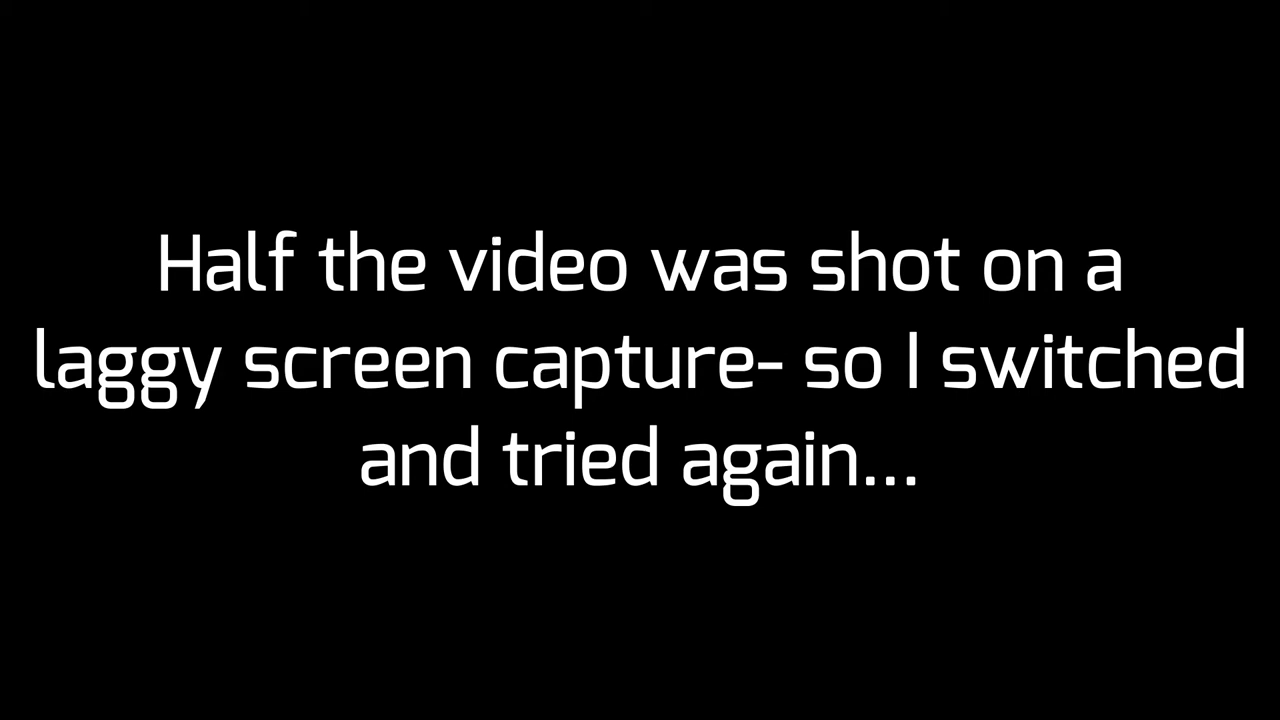 Half the video was shot on a
laggy screen capture- so I switched
and tried again...